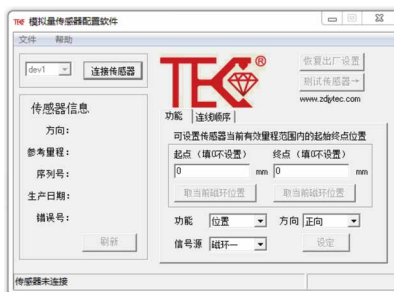 TEC 模拟量传感器配置软件
文件 帮助
dev1 连接传感器
TEC®
恢复出厂设置
测试传感器→
www.zdjytec.com
传感器信息
方向:
参考量程:
序列号:
生产日期:
错误号:
刷新
功能 连线顺序
可设置传感器当前有效量程范围内的起始终点位置
起点（填0不设置） 终点（填0不设置）
0 mm 0 mm
取当前磁环位置 取当前磁环位置
功能 位置 方向 正向
信号源 磁环一 设定
传感器未连接